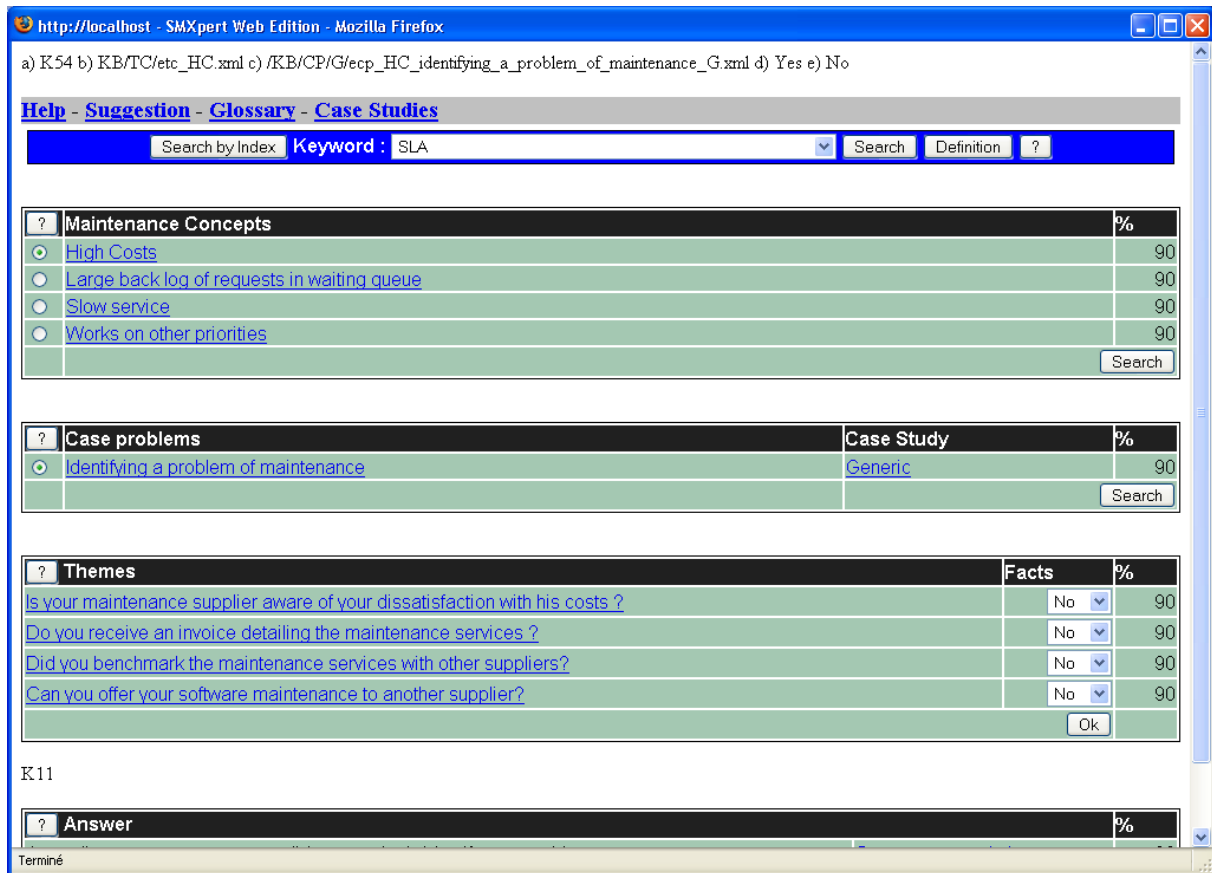 http://localhost - SMXpert Web Edition - Mozilla Firefox
a) K54 b) KB/TC/etc_HC.xml c) /KB/CP/G/ecp_HC_identifying_a_problem_of_maintenance_G.xml d) Yes e) No
Help - Suggestion - Glossary - Case Studies
Search by Index Keyword : SLA Search Definition ?
? Maintenance Concepts %
High Costs 90
Large back log of requests in waiting queue 90
Slow service 90
Works on other priorities 90
Search
? Case problems Case Study %
Identifying a problem of maintenance Generic 90
Search
? Themes Facts %
Is your maintenance supplier aware of your dissatisfaction with his costs ? No 90
Do you receive an invoice detailing the maintenance services ? No 90
Did you benchmark the maintenance services with other suppliers? No 90
Can you offer your software maintenance to another supplier? No 90
Ok
K11
? Answer %
Terminé